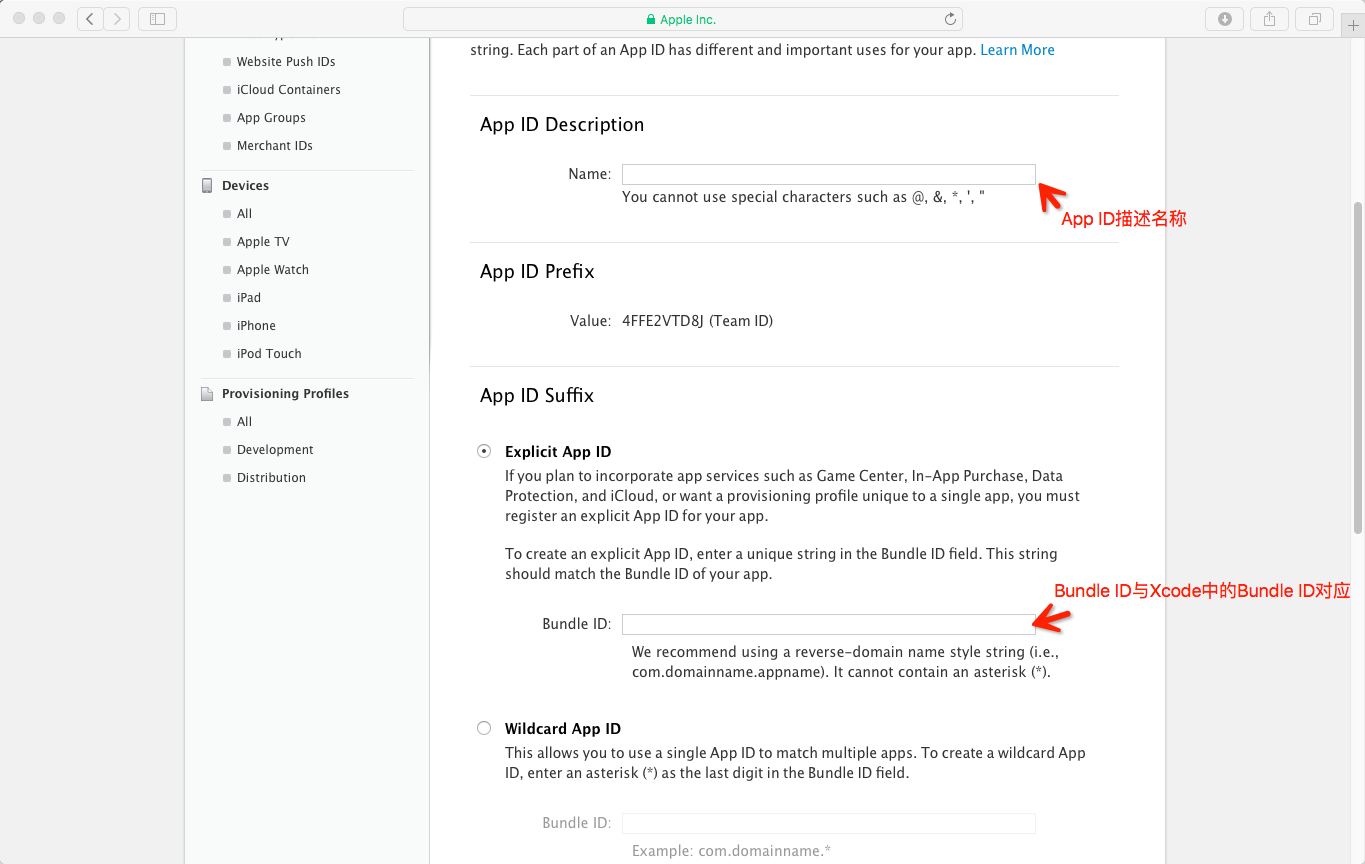 Apple Inc.
Website Push IDs
iCloud Containers
App Groups
Merchant IDs
Devices
All
Apple TV
Apple Watch
iPad
iPhone
iPod Touch
Provisioning Profiles
All
Development
Distribution
string. Each part of an App ID has different and important uses for your app. Learn More
App ID Description
Name:
You cannot use special characters such as @, &, *, ', "
App ID描述名称
App ID Prefix
Value: 4FFE2VTD8J (Team ID)
App ID Suffix
Explicit App ID
If you plan to incorporate app services such as Game Center, In-App Purchase, Data
Protection, and iCloud, or want a provisioning profile unique to a single app, you must
register an explicit App ID for your app.
To create an explicit App ID, enter a unique string in the Bundle ID field. This string
should match the Bundle ID of your app.
Bundle ID与Xcode中的Bundle ID对应
Bundle ID:
We recommend using a reverse-domain name style string (i.e.,
com.domainname.appname). It cannot contain an asterisk (*).
Wildcard App ID
This allows you to use a single App ID to match multiple apps. To create a wildcard App
ID, enter an asterisk (*) as the last digit in the Bundle ID field.
Bundle ID:
Example: com.domainname.*